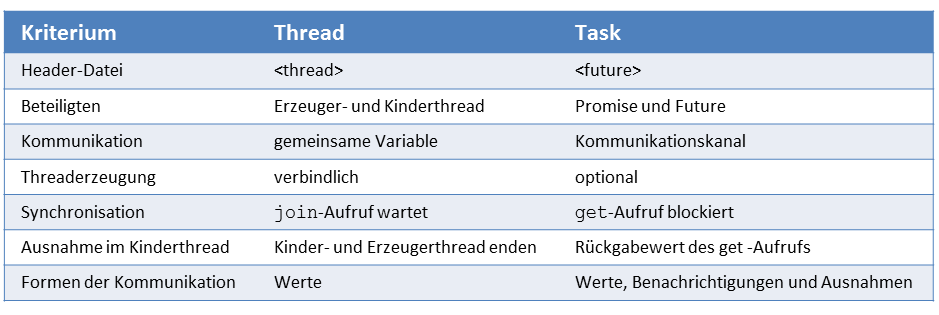 Kriterium Thread Task
Header-Datei <thread> <future>
Beteiligten Erzeuger- und Kinderthread Promise und Future
Kommunikation gemeinsame Variable Kommunikationskanal
Threaderzeugung verbindlich optional
Synchronisation join-Aufruf wartet get-Aufruf blockiert
Ausnahme im Kinderthread Kinder- und Erzeugerthread enden Rückgabewert des get -Aufrufs
Formen der Kommunikation Werte Werte, Benachrichtigungen und Ausnahmen